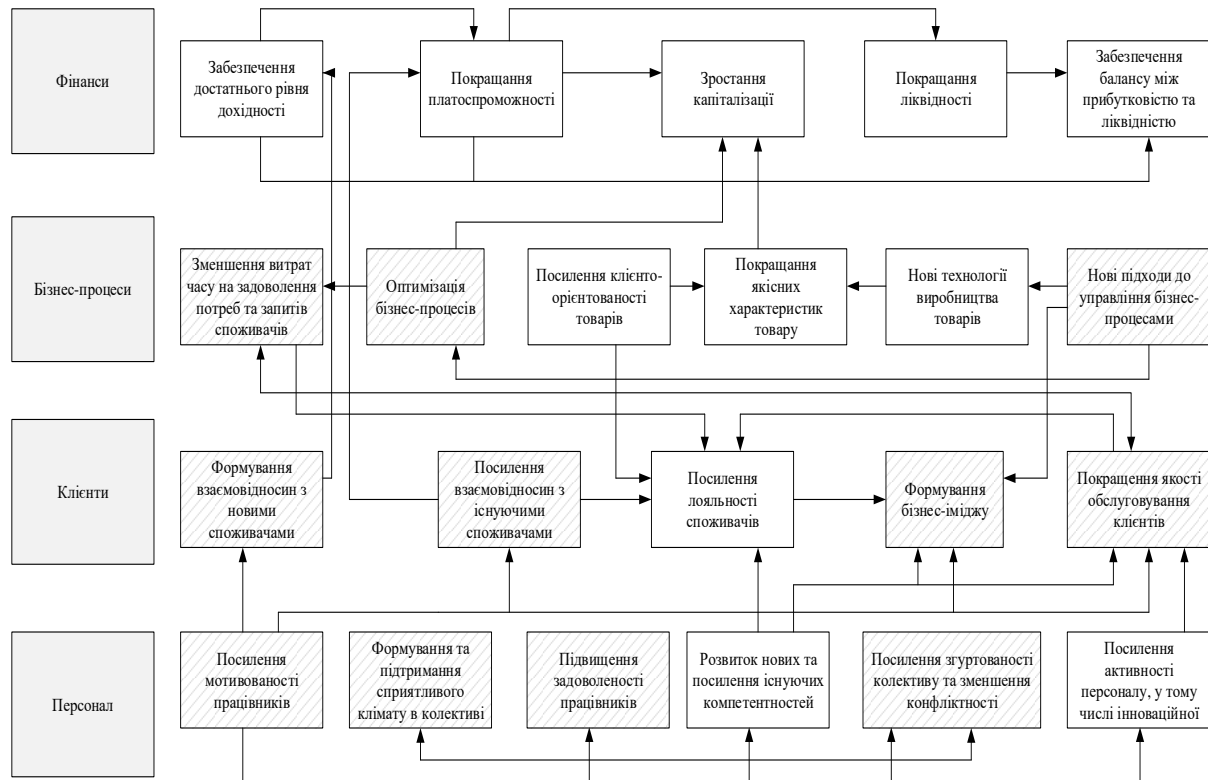 Фінанси
Забезпечення
достатнього рівня
дохідності
Покращання
платоспроможності
Зростання
капіталізації
Покращання
ліквідності
Забезпечення
балансу між
прибутковістю та
ліквідністю
Бізнес-процеси
Зменшення витрат
часу на задоволення
потреб та запитів
споживачів
Оптимізація
бізнес-процесів
Посилення клієнто-
орієнтованості
товарів
Покращання
якісних
характеристик
товару
Нові технології
виробництва
товарів
Нові підходи до
управління бізнес-
процесами
Клієнти
Формування
взаємовідносин з
новими
споживачами
Посилення
взаємовідносин з
існуючими
споживачами
Посилення
лояльності
споживачів
Формування
бізнес-іміджу
Покращення якості
обслуговування
клієнтів
Персонал
Посилення
мотивованості
працівників
Формування та
підтримання
сприятливого
клімату в колективі
Підвищення
задоволеності
працівників
Розвиток нових та
посилення існуючих
компетентностей
Посилення згуртованості
колективу та зменшення
конфліктності
Посилення
активності
персоналу, у тому
числі інноваційної